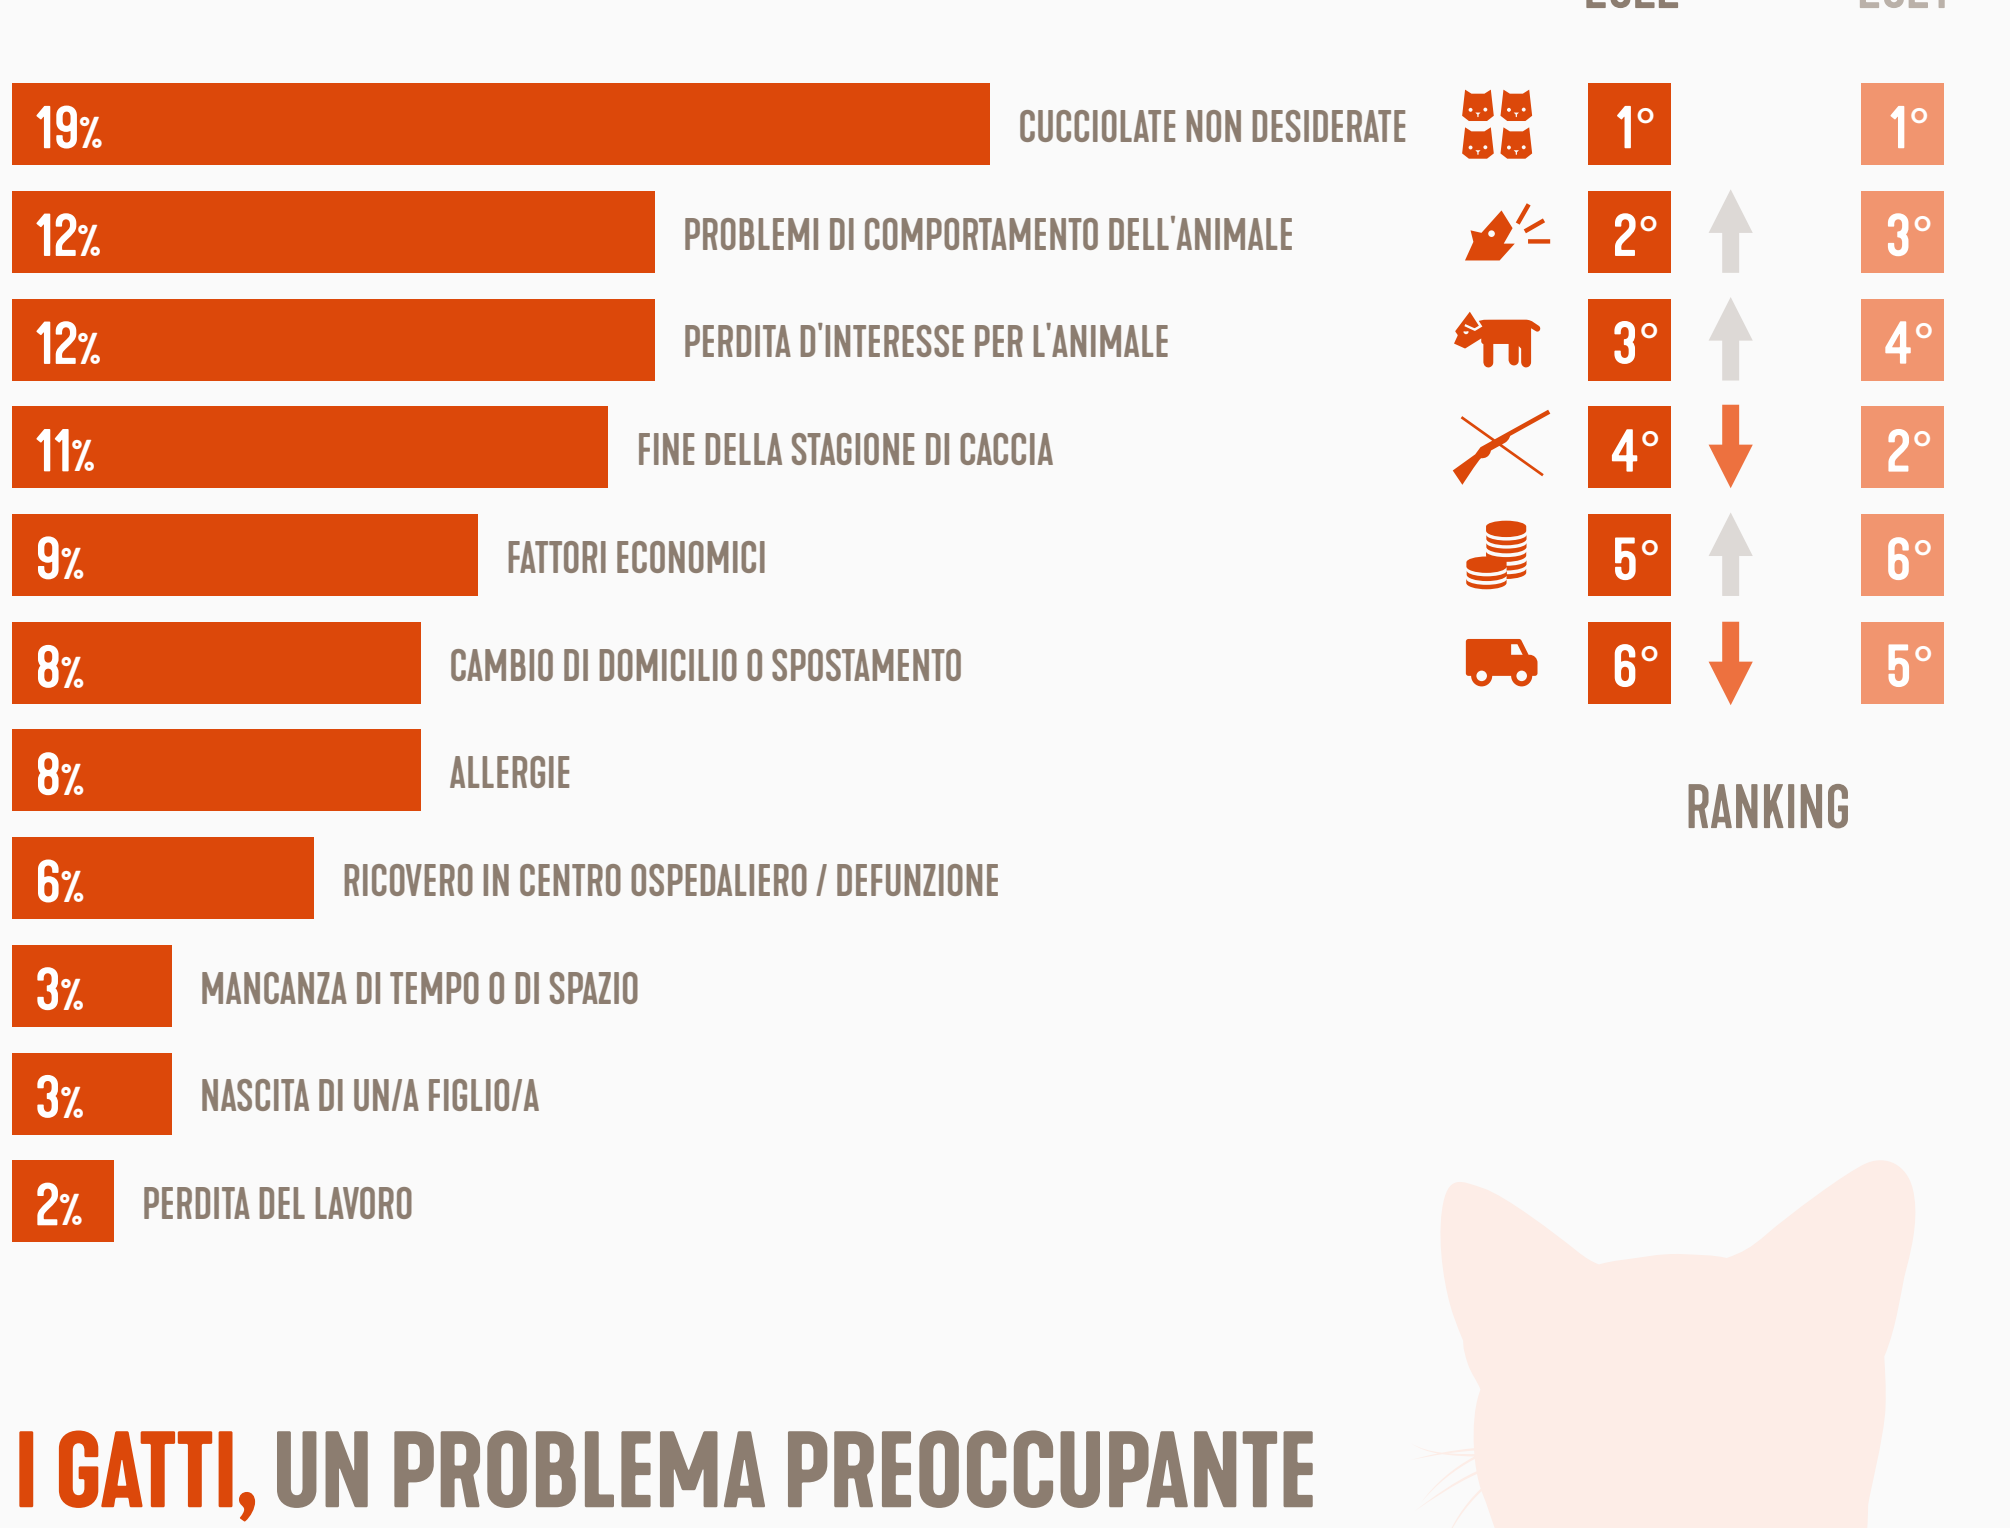 19% CUCCIOLATE NON DESIDERATE 1° 1°
12% PROBLEMI DI COMPORTAMENTO DELL'ANIMALE 2° 3°
12% PERDITA D'INTERESSE PER L'ANIMALE 3° 4°
11% FINE DELLA STAGIONE DI CACCIA 4° 2°
9% FATTORI ECONOMICI 5° 6°
8% CAMBIO DI DOMICILIO O SPOSTAMENTO 6° 5°
8% ALLERGIE
RANKING
6% RICOVERO IN CENTRO OSPEDALIERO / DEFUNZIONE
3% MANCANZA DI TEMPO O DI SPAZIO
3% NASCITA DI UN/A FIGLIO/A
2% PERDITA DEL LAVORO
I GATTI, UN PROBLEMA PREOCCUPANTE